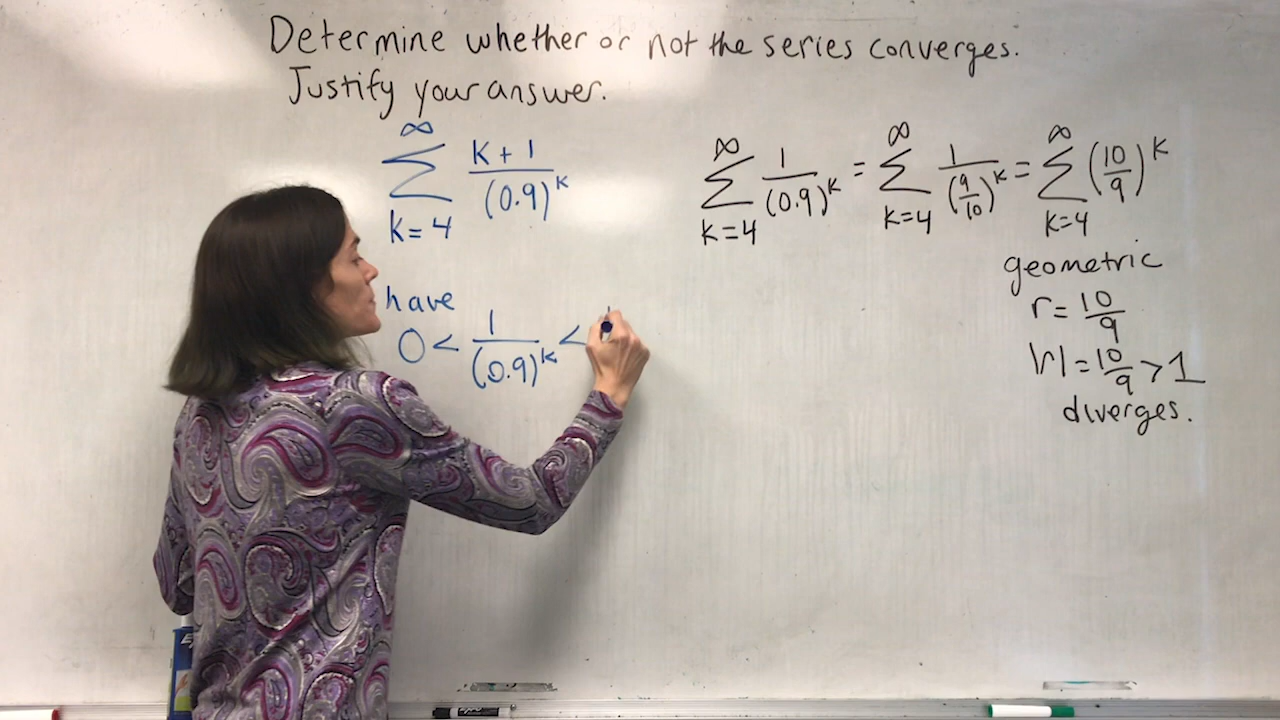 Determine whether or not the series converges.
Justify your answer.
∞
Σ
k=4
k+1
(0.9)^k
have
0 < 1/(0.9)^k <
∞
Σ
k=4
1/(0.9)^k = ∞ Σ k=4 1/(9/10)^k = ∞ Σ k=4 (10/9)^k
geometric
r = 10/9
|r| = 10/9 > 1
diverges.